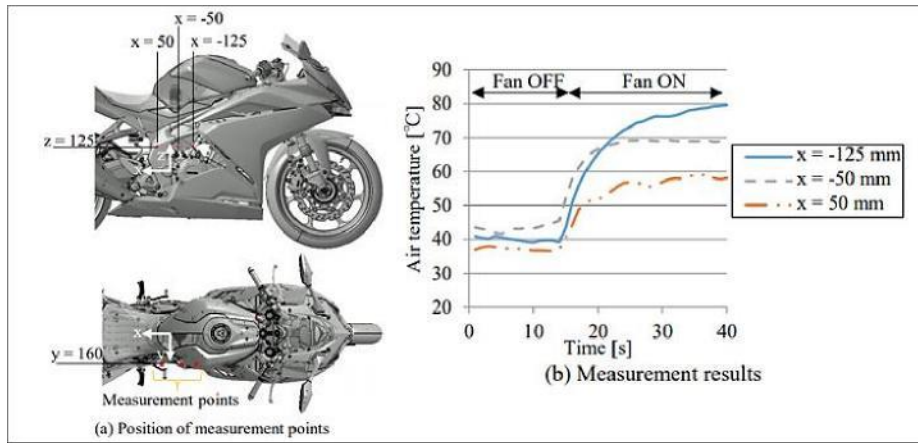 x = -50
x = 50
x = -125
z = 125
z
x
x
y
y = 160
Measurement points
(a) Position of measurement points
Fan OFF
Fan ON
Air temperature [℃]
90
80
70
60
50
40
30
20
0
10
20
30
40
Time [s]
x = -125 mm
x = -50 mm
x = 50 mm
(b) Measurement results